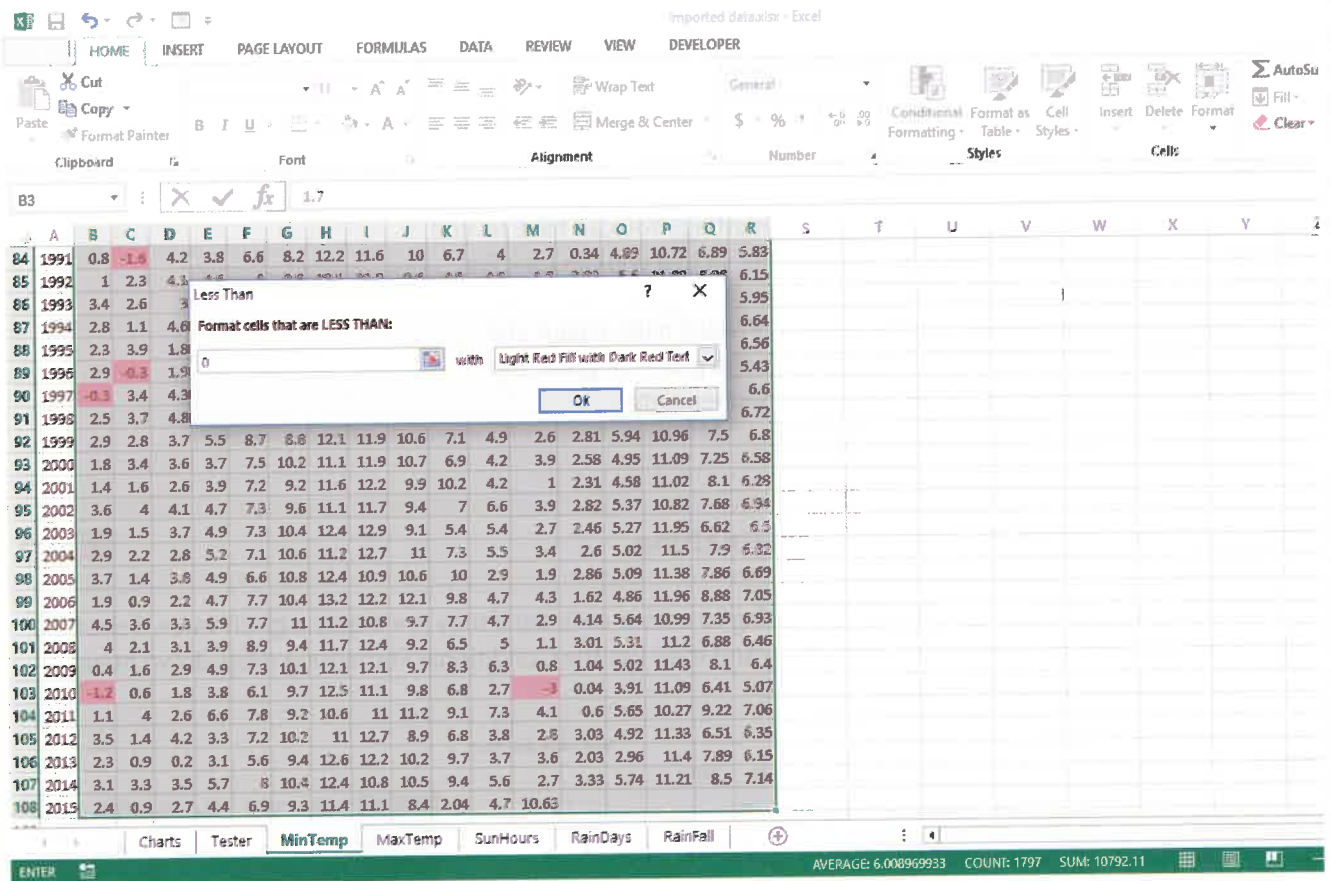 Imported data.xlsx - Excel
HOME INSERT PAGE LAYOUT FORMULAS DATA REVIEW VIEW DEVELOPER
Cut
Copy
Format Painter
Paste
Clipboard
11
A A
B I U
A
Font
Wrap Text
Merge & Center
Alignment
General
$ %
Number
Conditional Formatting
Format as Table
Cell Styles
Styles
Insert Delete Format
Cells
AutoSu
Fill
Clear
B3 fx 1.7
A B C D E F G H I J K L M N O P Q R S T U V W X Y
84 1991 0.8 -1.6 4.2 3.8 6.6 8.2 12.2 11.6 10 6.7 4 2.7 0.34 4.89 10.72 6.89 5.83
85 1992 1 2.3 4.1 6.15
86 1993 3.4 2.6 3 5.95
87 1994 2.8 1.1 4.6 6.64
88 1995 2.3 3.9 1.8 6.56
89 1996 2.9 -0.3 1.9 5.43
90 1997 -0.3 3.4 4.3 6.6
91 1998 2.5 3.7 4.8 6.72
Less Than ? X
Format cells that are LESS THAN:
0 with Light Red Fill with Dark Red Text
OK Cancel
92 1999 2.9 2.8 3.7 5.5 8.7 8.8 12.1 11.9 10.6 7.1 4.9 2.6 2.81 5.94 10.96 7.5 6.8
93 2000 1.8 3.4 3.6 3.7 7.5 10.2 11.1 11.9 10.7 6.9 4.2 3.9 2.58 4.95 11.09 7.25 6.58
94 2001 1.4 1.6 2.6 3.9 7.2 9.2 11.6 12.2 9.9 10.2 4.2 1 2.31 4.58 11.02 8.1 6.28
95 2002 3.6 4 4.1 4.7 7.3 9.6 11.1 11.7 9.4 7 6.6 3.9 2.82 5.37 10.82 7.68 6.94
96 2003 1.9 1.5 3.7 4.9 7.3 10.4 12.4 12.9 9.1 5.4 5.4 2.7 2.46 5.27 11.95 6.62 6.5
97 2004 2.9 2.2 2.8 5.2 7.1 10.6 11.2 12.7 11 7.3 5.5 3.4 2.6 5.02 11.5 7.9 6.82
98 2005 3.7 1.4 3.8 4.9 6.6 10.8 12.4 10.9 10.6 10 2.9 1.9 2.86 5.09 11.38 7.86 6.69
99 2006 1.9 0.9 2.2 4.7 7.7 10.4 13.2 12.2 12.1 9.8 4.7 4.3 1.62 4.86 11.96 8.88 7.05
100 2007 4.5 3.6 3.3 5.9 7.7 11 11.2 10.8 9.7 7.7 4.7 2.9 4.14 5.64 10.99 7.35 6.93
101 2008 4 2.1 3.1 3.9 8.9 9.4 11.7 12.4 9.2 6.5 5 1.1 3.01 5.31 11.2 6.88 6.46
102 2009 0.4 1.6 2.9 4.9 7.3 10.1 12.1 12.1 9.7 8.3 6.3 0.8 1.04 5.02 11.43 8.1 6.4
103 2010 -1.2 0.6 1.8 3.8 6.1 9.7 12.5 11.1 9.8 6.8 2.7 -3 0.04 3.91 11.09 6.41 5.07
104 2011 1.1 4 2.6 6.6 7.8 9.2 10.6 11 11.2 9.1 7.3 4.1 0.6 5.65 10.27 9.22 7.06
105 2012 3.5 1.4 4.2 3.3 7.2 10.2 11 12.7 8.9 6.8 3.8 2.8 3.03 4.92 11.33 6.51 6.35
106 2013 2.3 0.9 0.2 3.1 5.6 9.4 12.6 12.2 10.2 9.7 3.7 3.6 2.03 2.96 11.4 7.89 6.15
107 2014 3.1 3.3 3.5 5.7 8 10.4 12.4 10.8 10.5 9.4 5.6 2.7 3.33 5.74 11.21 8.5 7.14
108 2015 2.4 0.9 2.7 4.4 6.9 9.3 11.4 11.1 8.4 2.04 4.7 10.63
Charts Tester MinTemp MaxTemp SunHours RainDays RainFall
ENTER AVERAGE: 6.008969933 COUNT: 1797 SUM: 10792.11